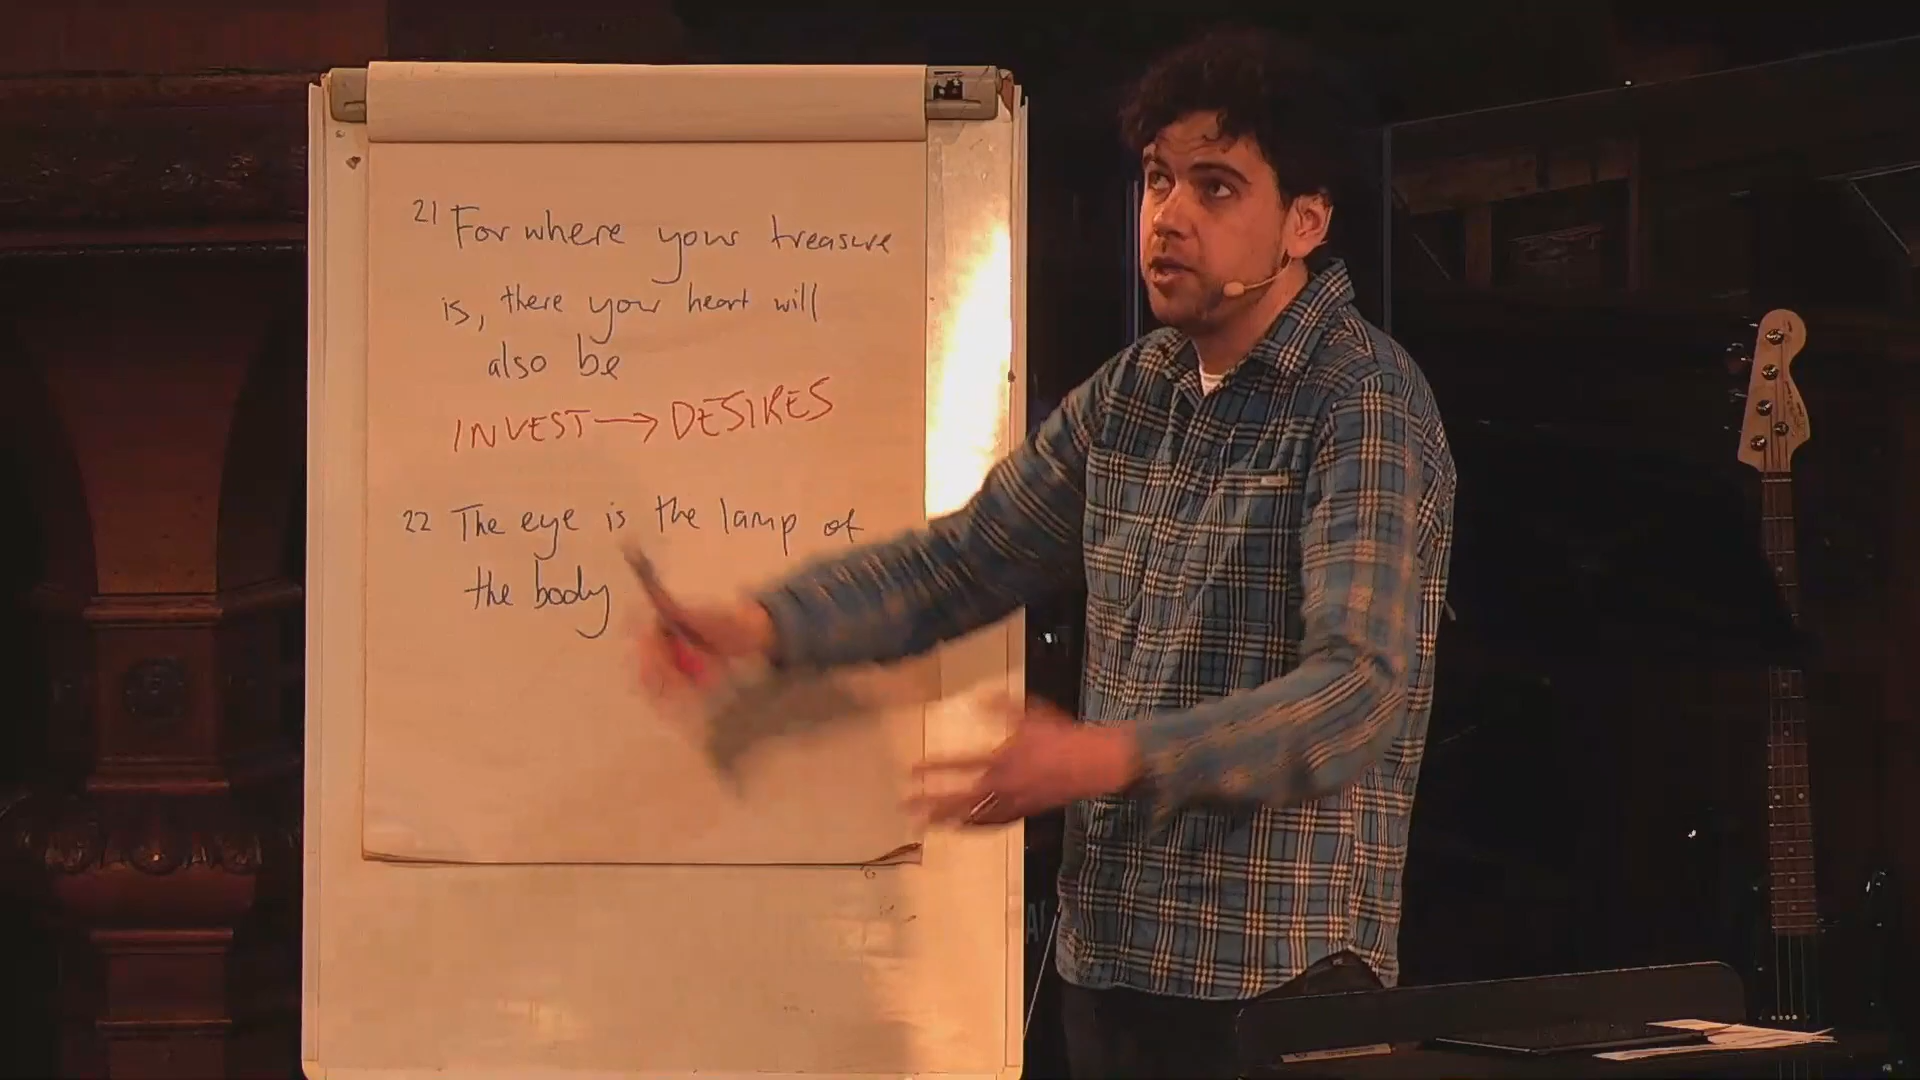 21 For where your treasure
is, there your heart will
also be
INVEST → DESIRES
22 The eye is the lamp of
the body